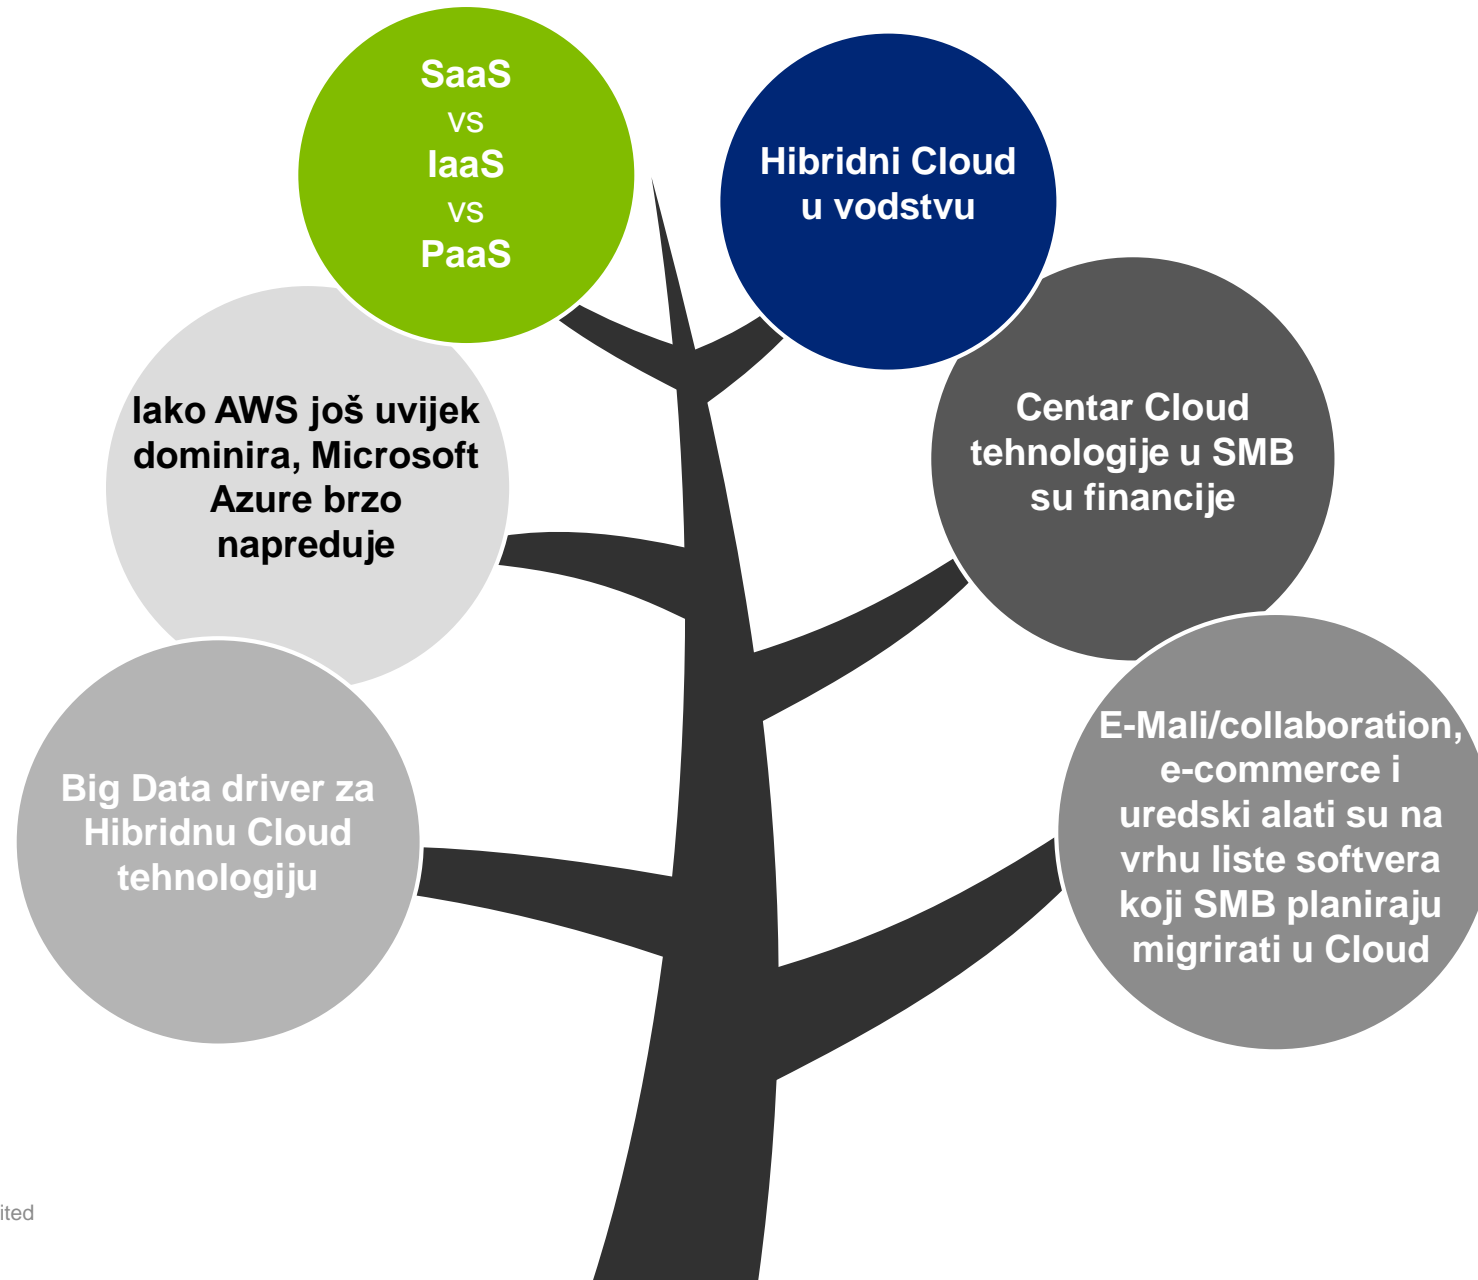 SaaS
vs
IaaS
vs
PaaS
Hibridni Cloud
u vodstvu
Iako AWS još uvijek
dominira, Microsoft
Azure brzo
napreduje
Centar Cloud
tehnologije u SMB
su financije
Big Data driver za
Hibridnu Cloud
tehnologiju
E-Mali/collaboration,
e-commerce i
uredski alati su na
vrhu liste softvera
koji SMB planiraju
migrirati u Cloud
ited